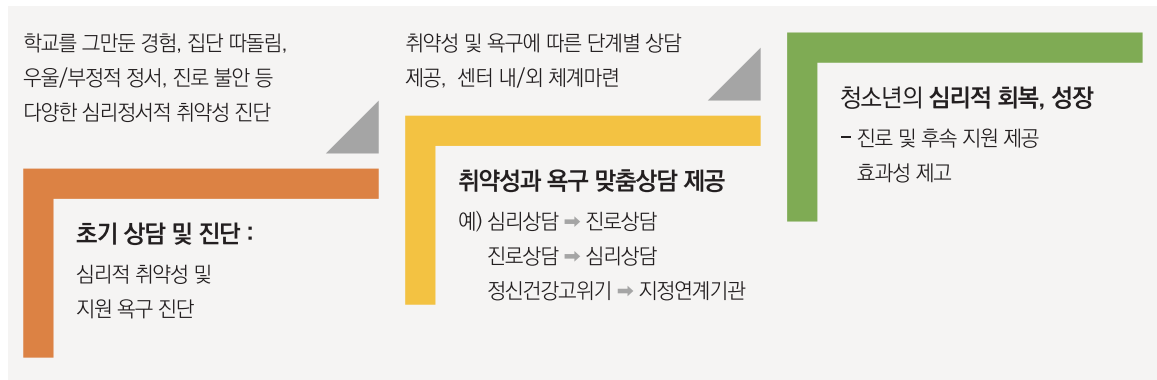 학교를 그만둔 경험, 집단 따돌림,
우울/부정적 정서, 진로 불안 등
다양한 심리정서적 취약성 진단
초기 상담 및 진단 :
심리적 취약성 및
지원 욕구 진단
취약성 및 욕구에 따른 단계별 상담
제공, 센터 내/외 체계마련
취약성과 욕구 맞춤상담 제공
예) 심리상담 ➡ 진로상담
진로상담 ➡ 심리상담
정신건강고위기 ➡ 지정연계기관
청소년의 심리적 회복, 성장
– 진로 및 후속 지원 제공
효과성 제고